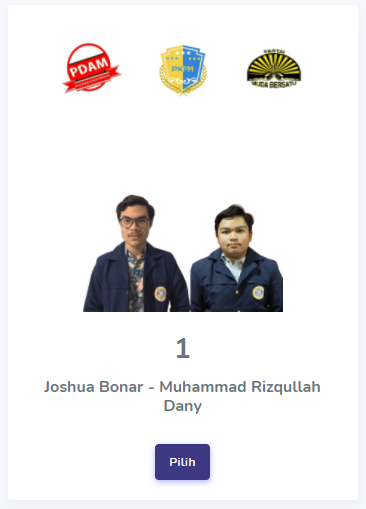 PDAM
PKPM
PARTAI
MUDA BERSATU
1
Joshua Bonar - Muhammad Rizqullah
Dany
Pilih